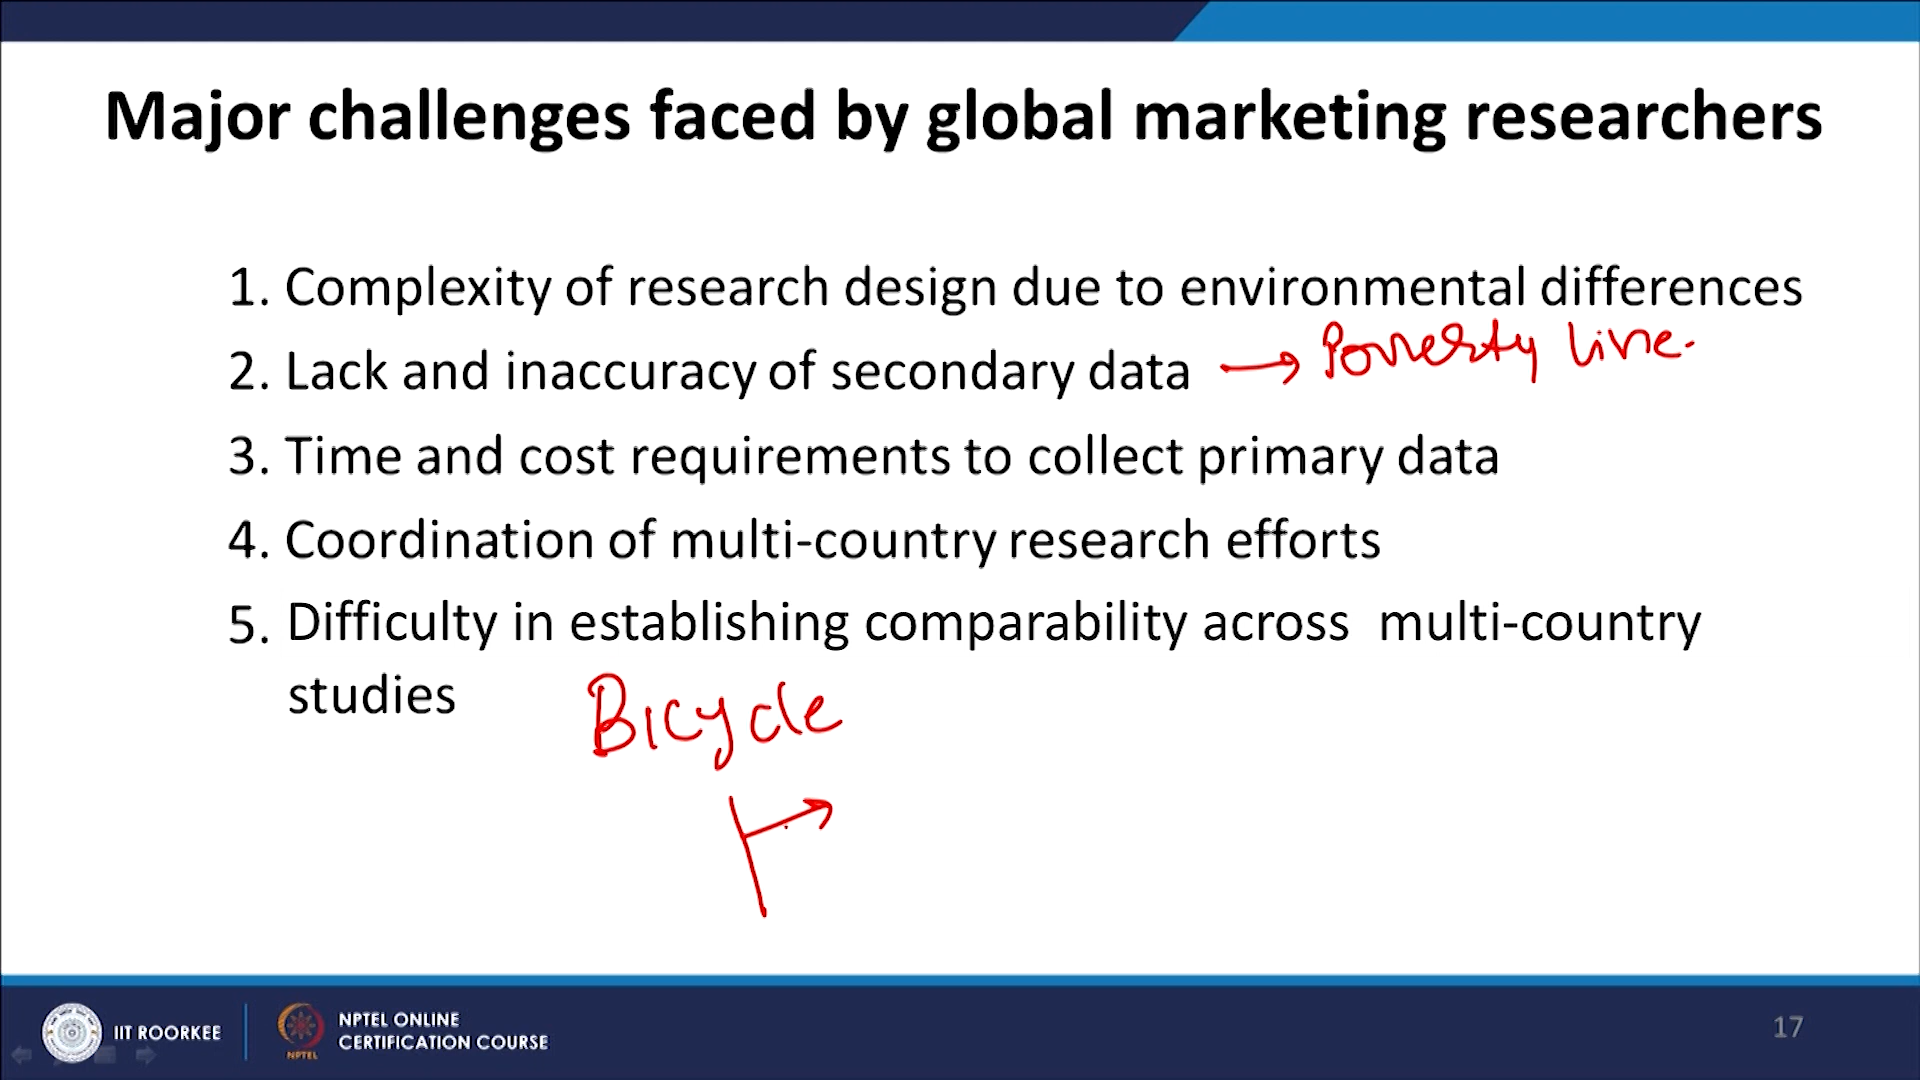 Major challenges faced by global marketing researchers
1. Complexity of research design due to environmental differences
2. Lack and inaccuracy of secondary data → Poverty line.
3. Time and cost requirements to collect primary data
4. Coordination of multi-country research efforts
5. Difficulty in establishing comparability across multi-country
studies
Bicycle
IIT ROORKEE
NPTEL
NPTEL ONLINE
CERTIFICATION COURSE
17